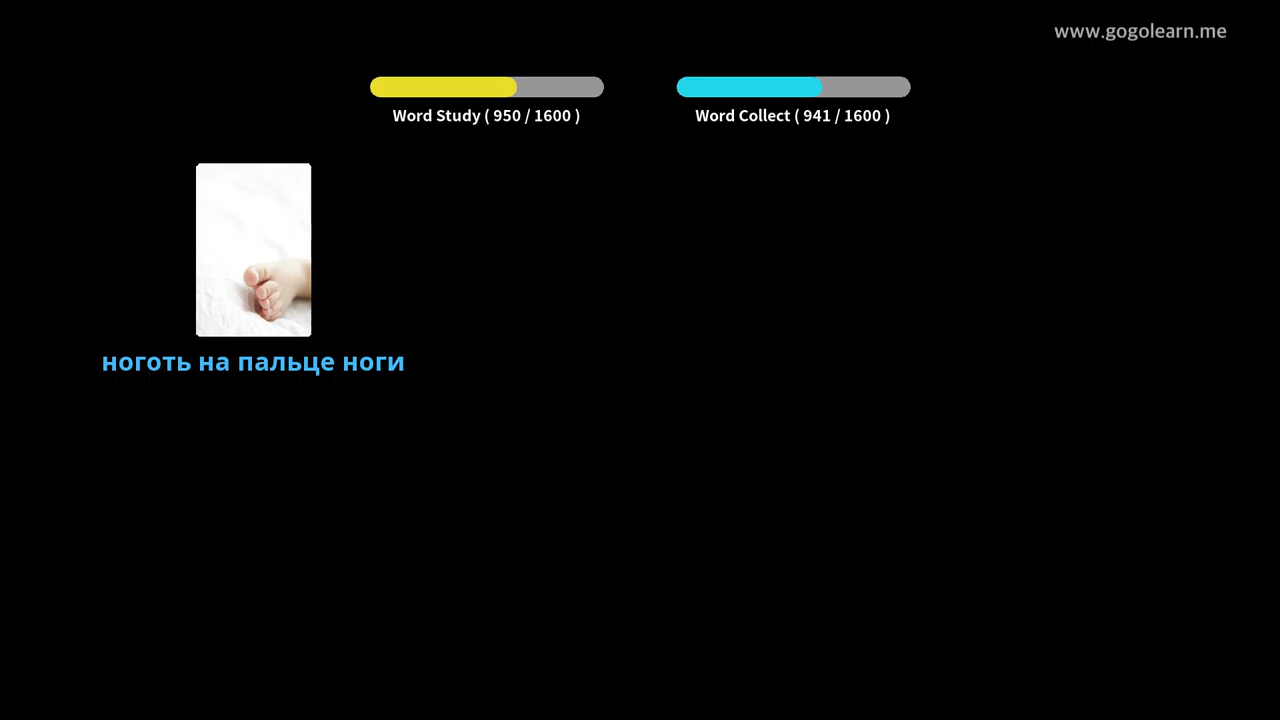 www.gogolearn.me
Word Study ( 950 / 1600 )
Word Collect ( 941 / 1600 )
ноготь на пальце ноги